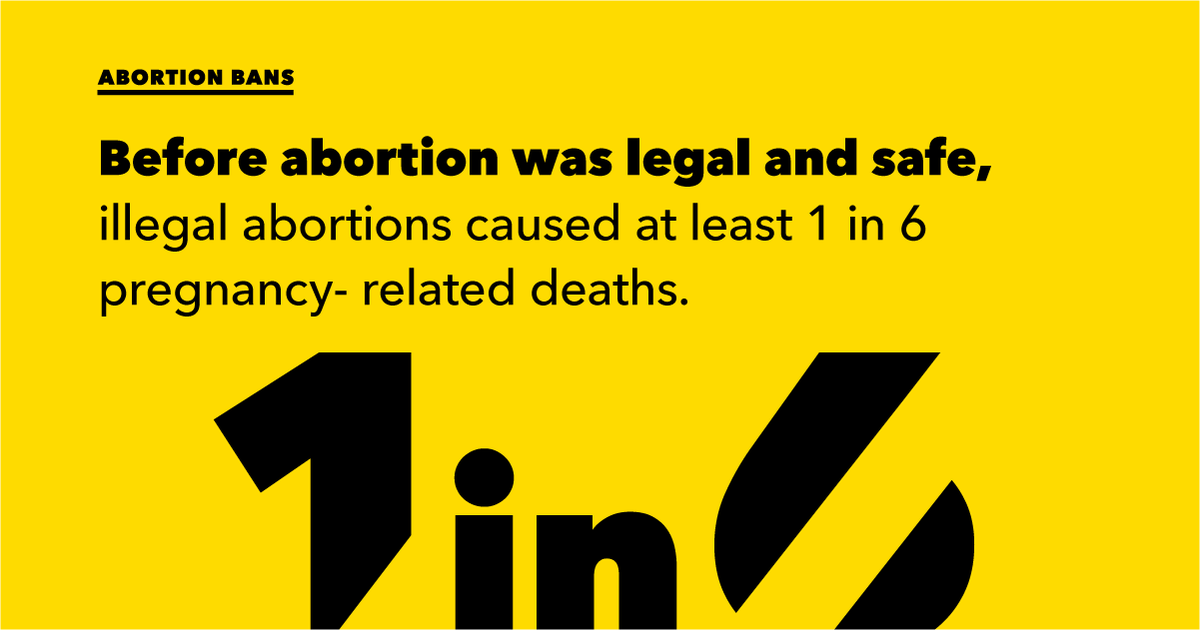 ABORTION BANS
Before abortion was legal and safe,
illegal abortions caused at least 1 in 6
pregnancy- related deaths.
1 in 6